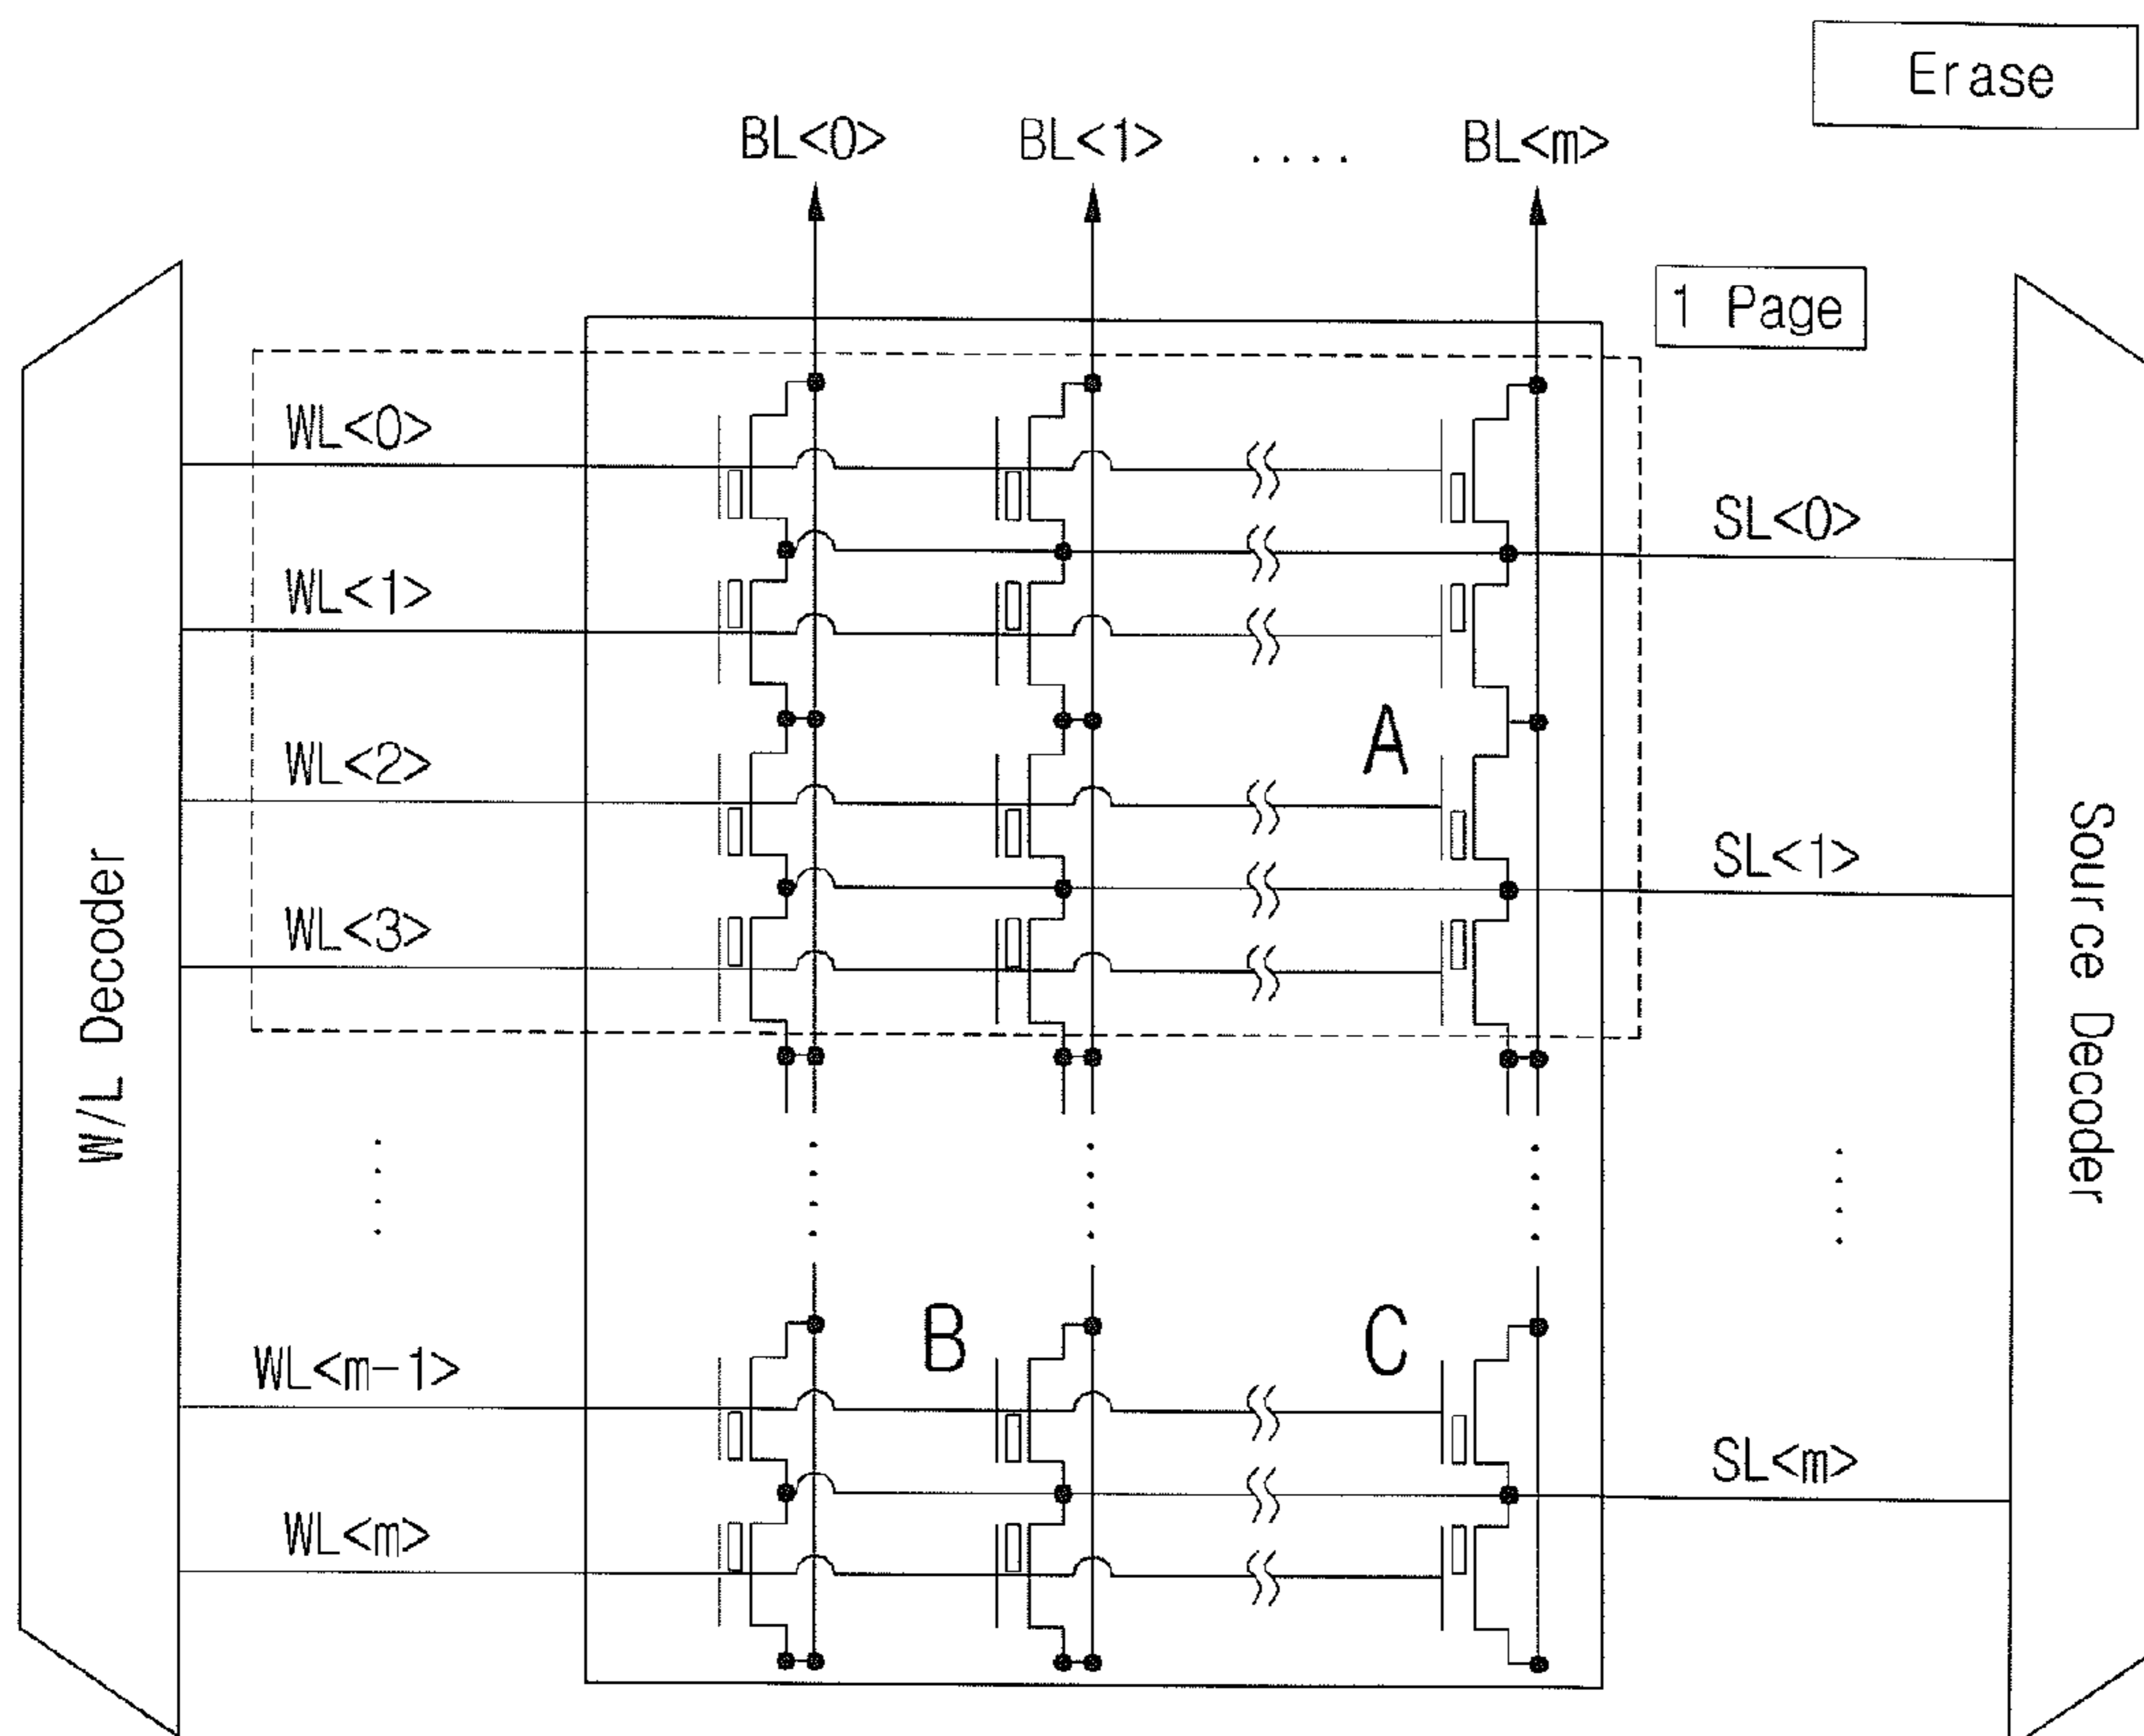 Erase
BL<0> BL<1> .... BL<m>
1 Page
WL<0>
SL<0>
WL<1>
A
WL<2>
SL<1>
WL<3>
W/L Decoder
Source Decoder
B C
WL<m-1>
SL<m>
WL<m>